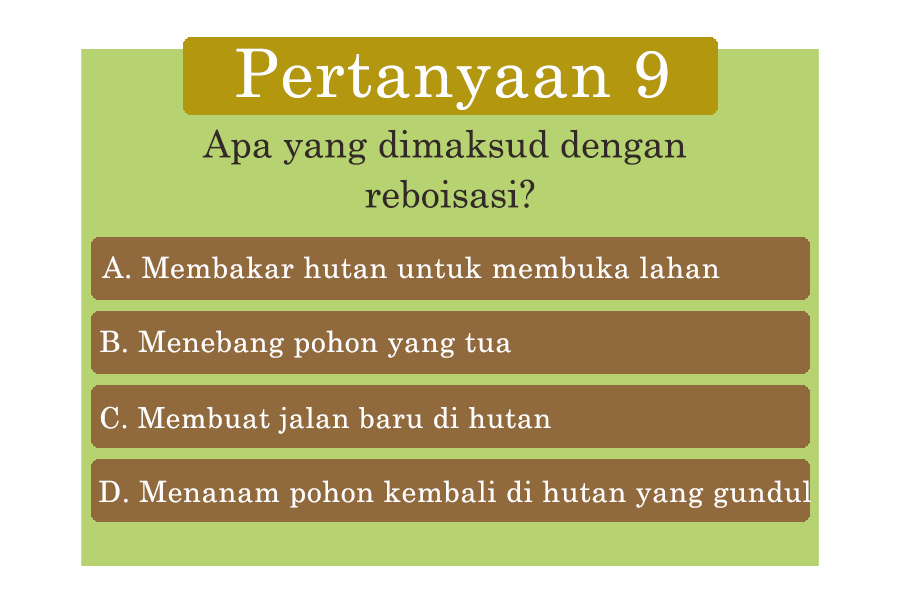 Pertanyaan 9
Apa yang dimaksud dengan
reboisasi?
A. Membakar hutan untuk membuka lahan
B. Menebang pohon yang tua
C. Membuat jalan baru di hutan
D. Menanam pohon kembali di hutan yang gundul